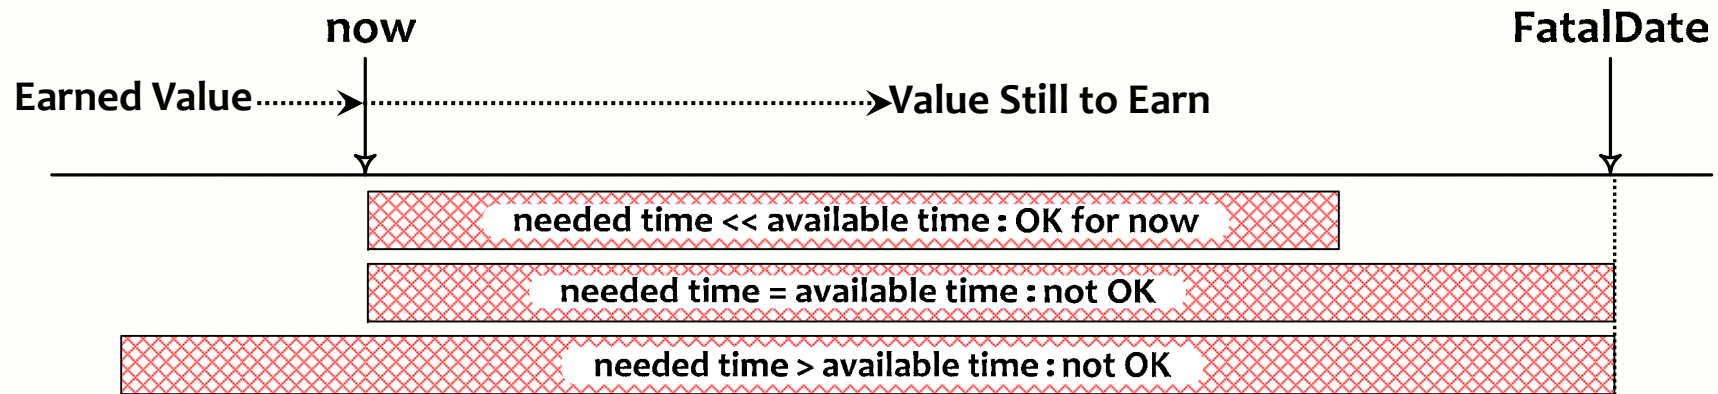 now
FatalDate
Earned Value
Value Still to Earn
needed time << available time : OK for now
needed time = available time : not OK
needed time > available time : not OK